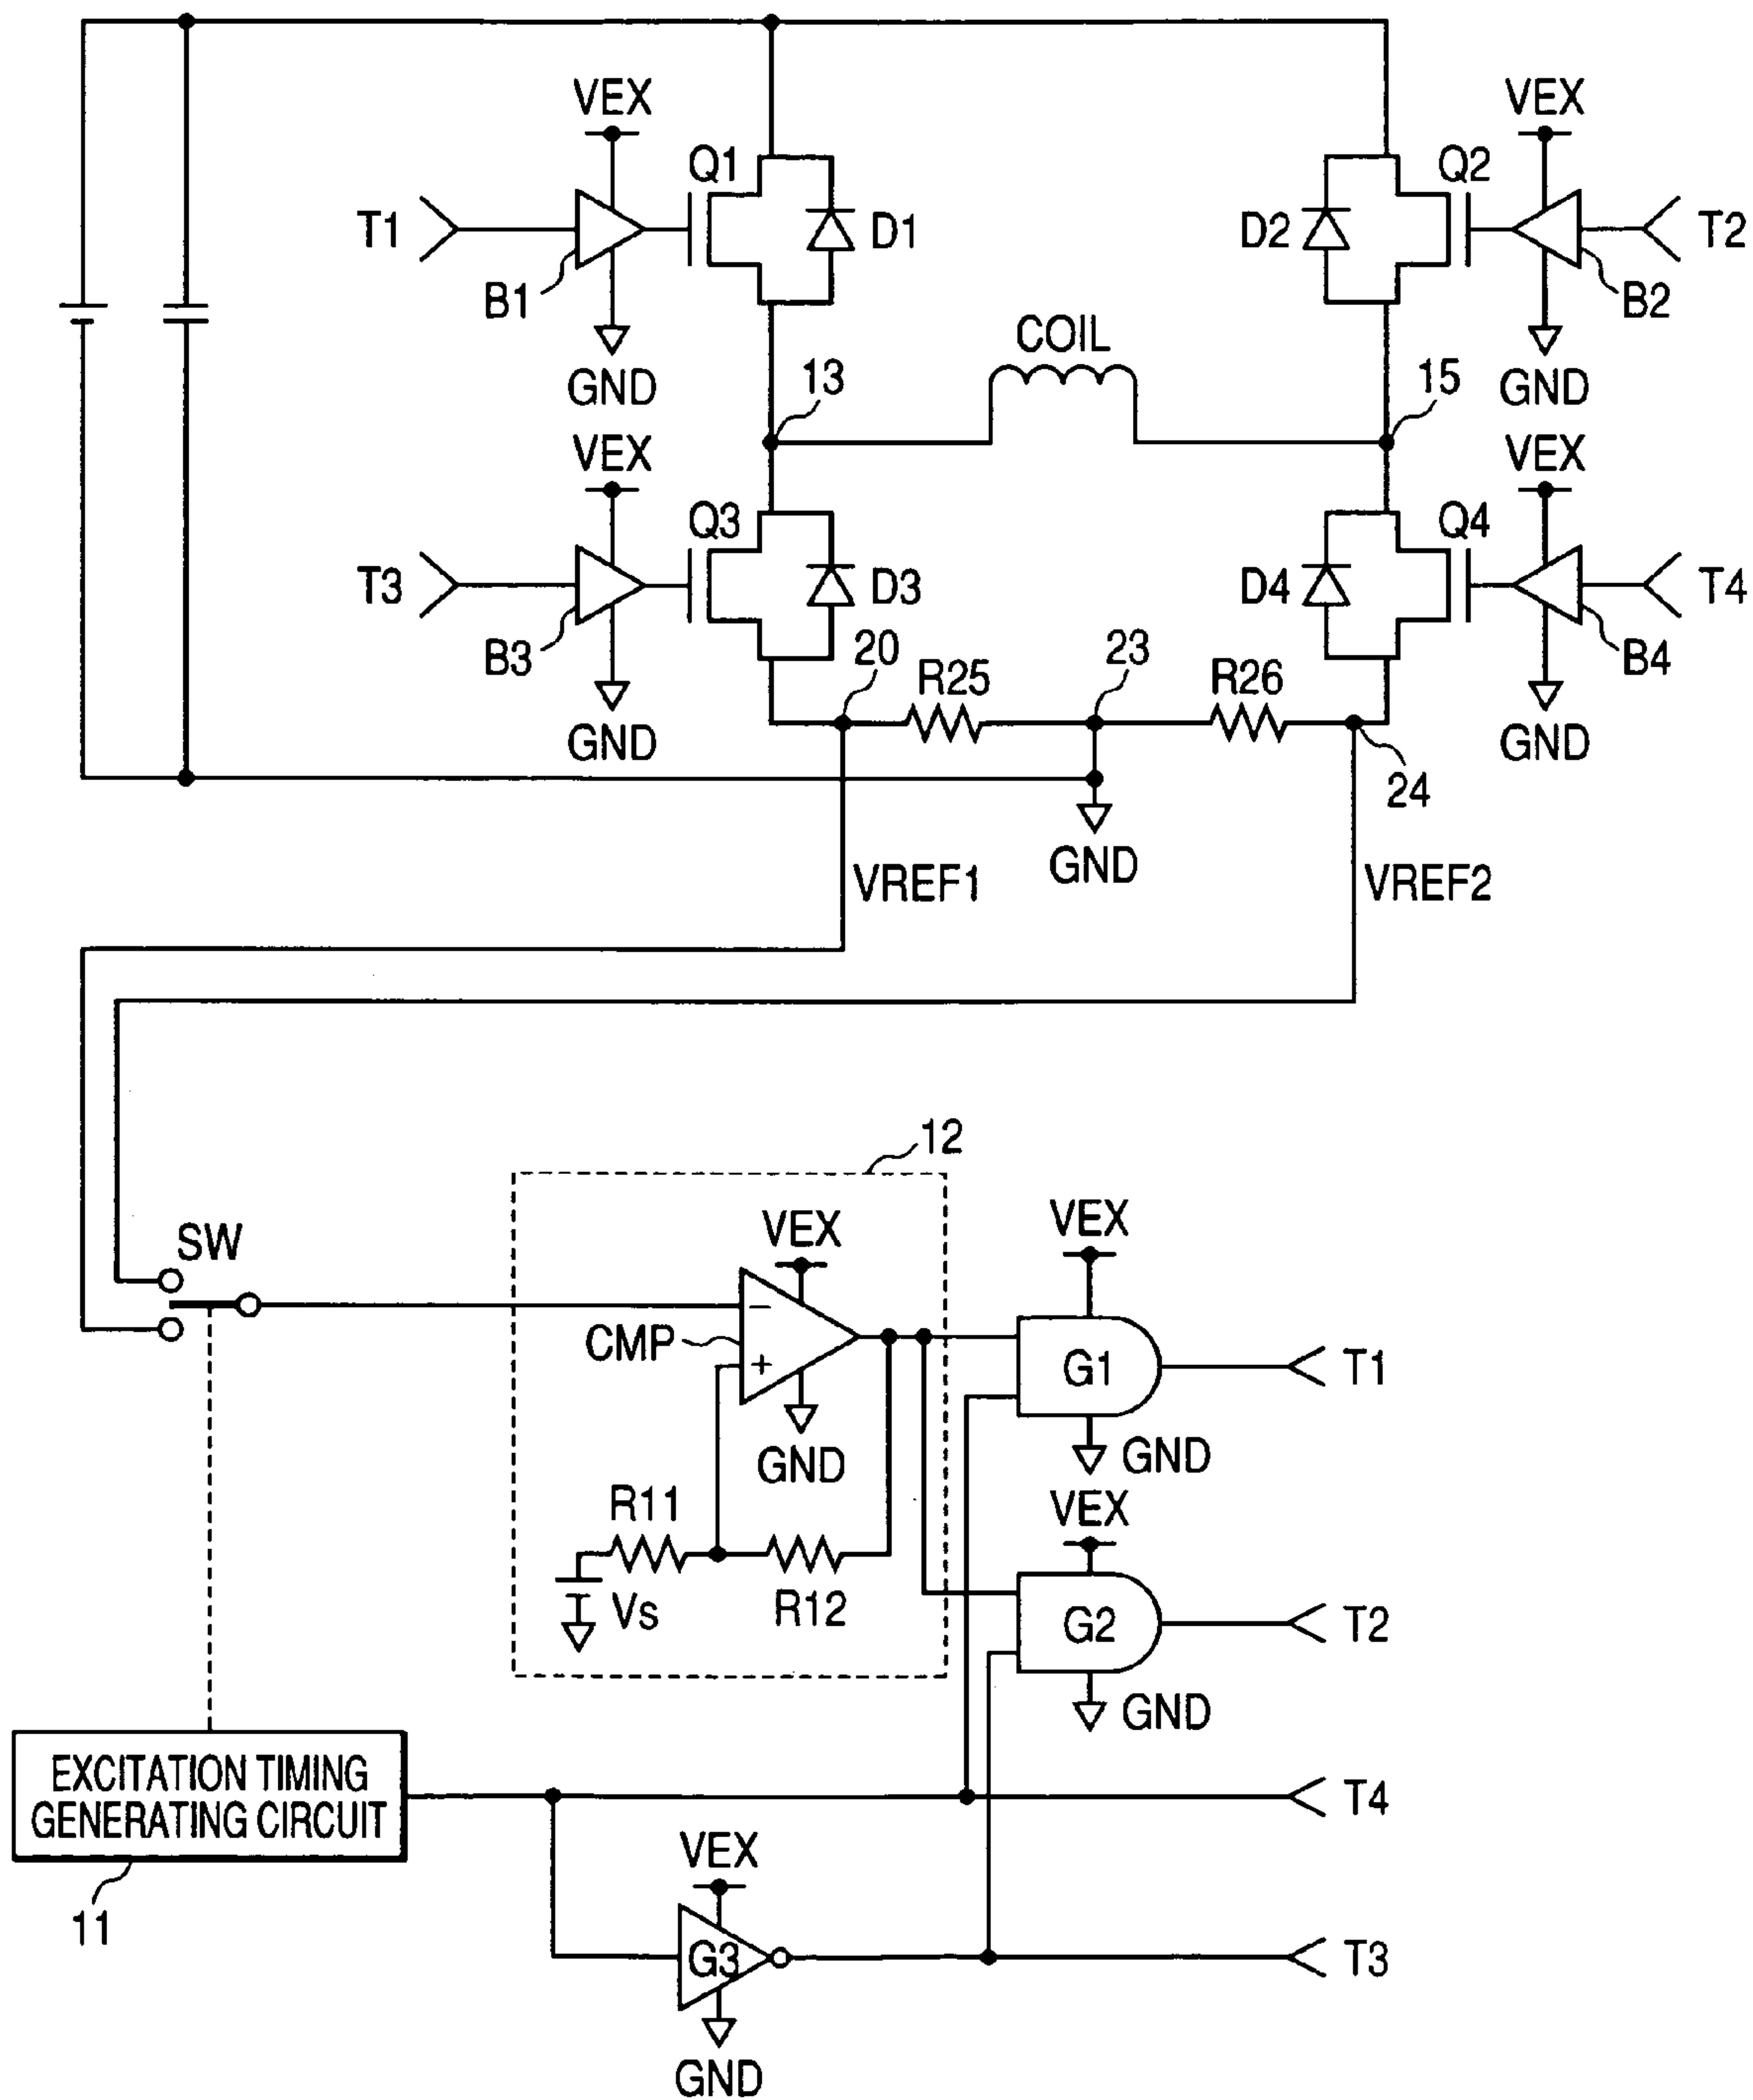 VEX
VEX
Q1
Q2
T1
D1
D2
T2
B1
B2
COIL
GND
13
15
GND
VEX
VEX
Q3
Q4
T3
D3
D4
T4
B3
20
R25
23
R26
B4
GND
GND
24
GND
VREF1
VREF2
12
VEX
VEX
SW
−
CMP
+
G1
T1
GND
GND
R11
VEX
Vs
R12
G2
T2
GND
EXCITATION TIMING
GENERATING CIRCUIT
T4
VEX
11
G3
T3
GND